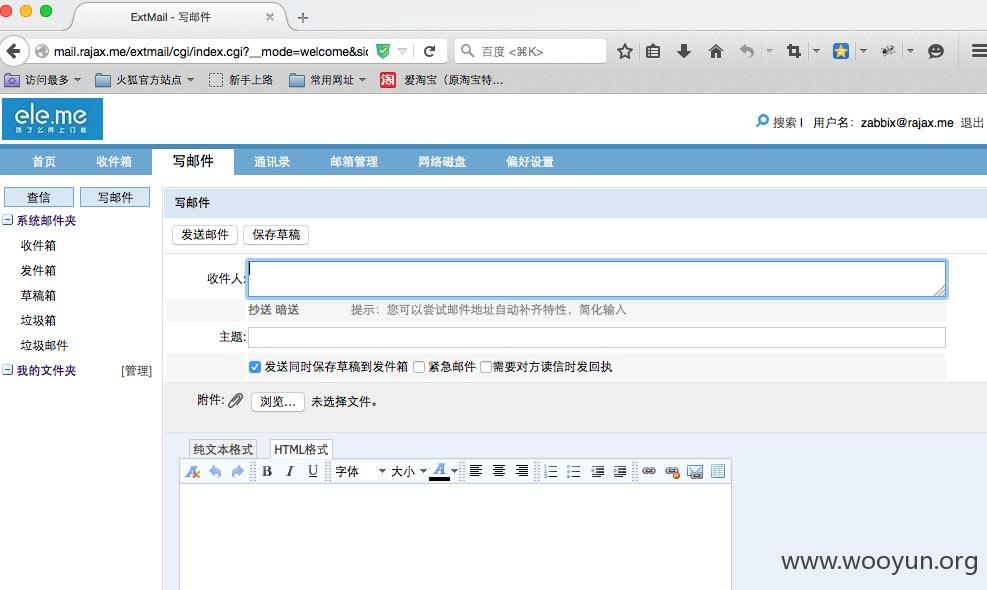 ExtMail - 写邮件
mail.rajax.me/extmail/cgi/index.cgi?__mode=welcome&sid
百度 <⌘K>
访问最多 火狐官方站点 新手上路 常用网址 淘 爱淘宝（原淘宝特...
ele.me
饿了么网上订餐
搜索 | 用户名: zabbix@rajax.me 退出
首页 收件箱 写邮件 通讯录 邮箱管理 网络磁盘 偏好设置
查信 写邮件
系统邮件夹
收件箱
发件箱
草稿箱
垃圾箱
垃圾邮件
我的文件夹 [管理]
写邮件
发送邮件 保存草稿
收件人:
抄送 暗送 提示：您可以尝试邮件地址自动补齐特性，简化输入
主题:
发送同时保存草稿到发件箱 紧急邮件 需要对方读信时发回执
附件: 浏览... 未选择文件。
纯文本格式 HTML格式
B I U 字体 大小 A
www.wooyun.org